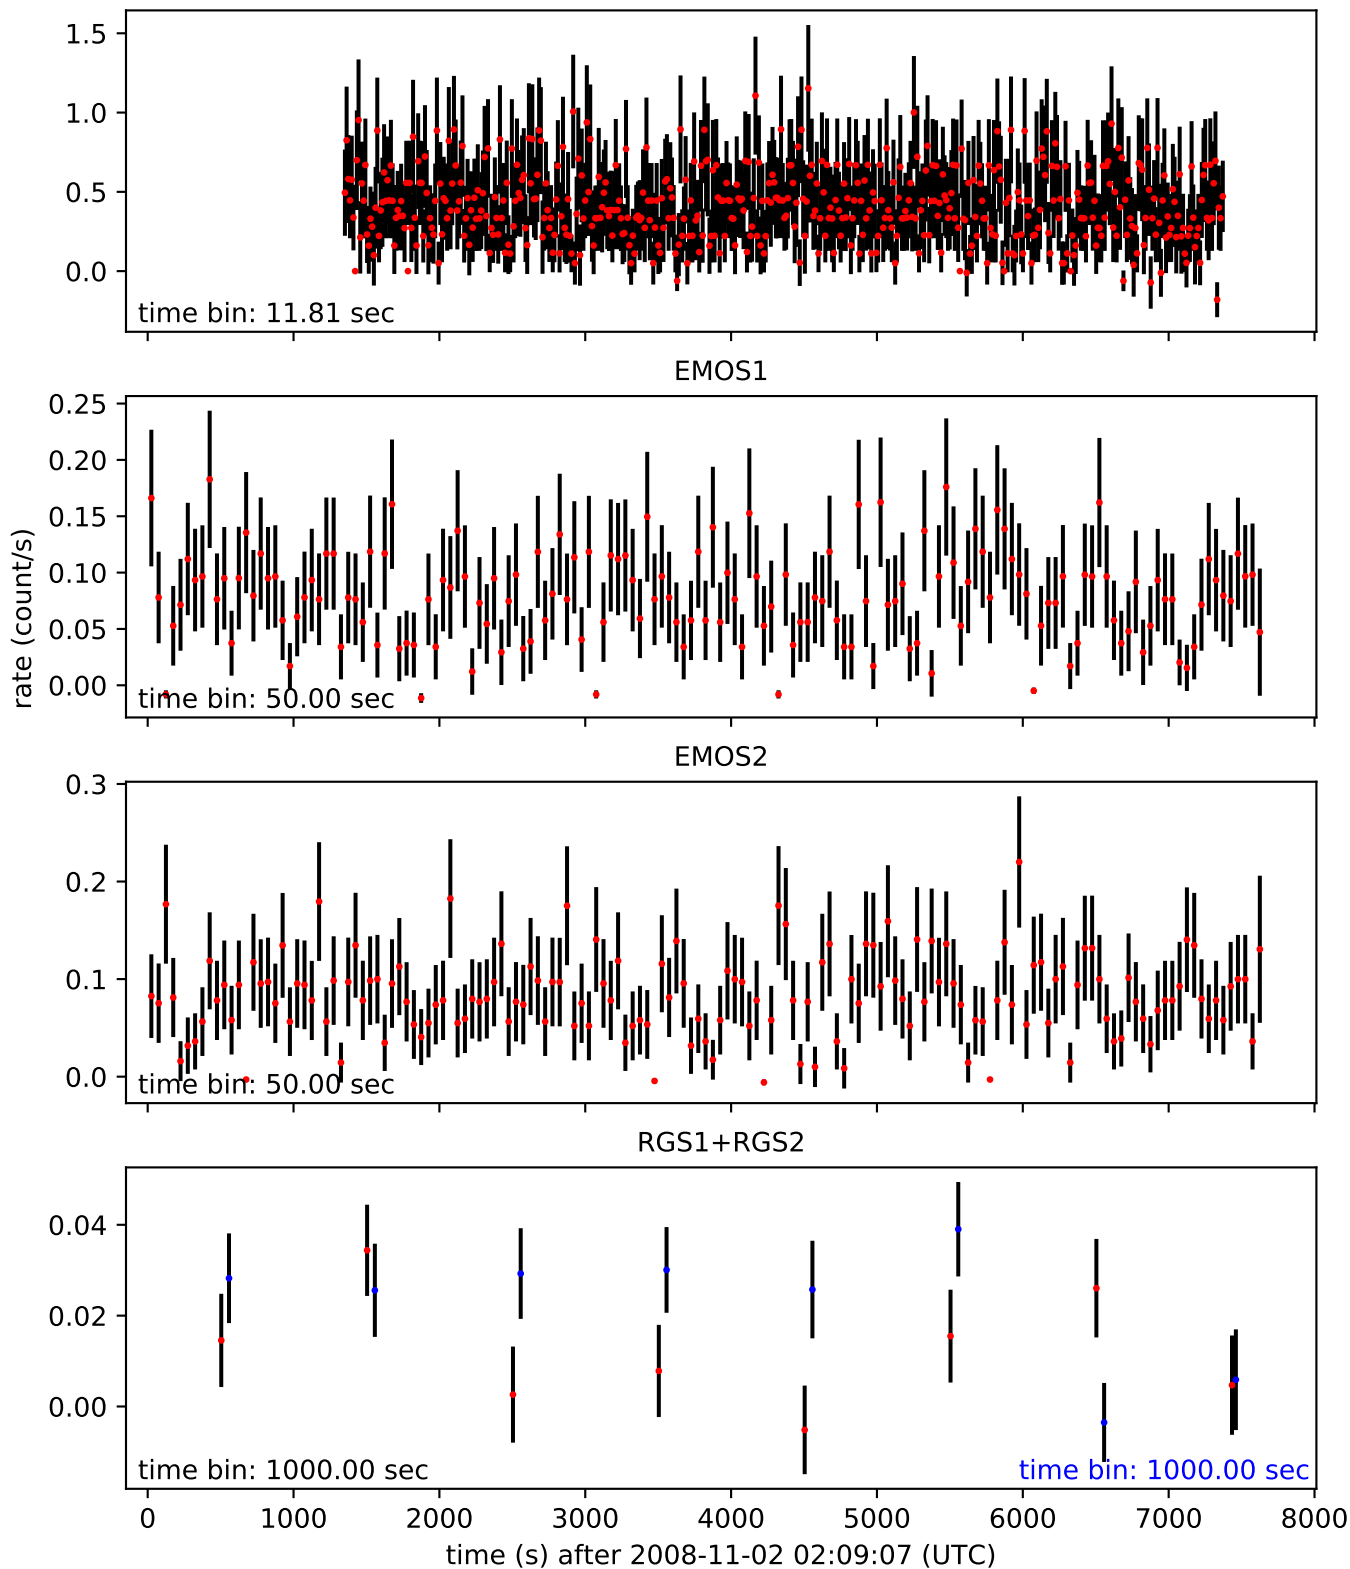 1.5
1.0
0.5
0.0
time bin: 11.81 sec
EMOS1
0.25
0.20
0.15
0.10
0.05
0.00
time bin: 50.00 sec
rate (count/s)
EMOS2
0.3
0.2
0.1
0.0
time bin: 50.00 sec
RGS1+RGS2
0.04
0.02
0.00
time bin: 1000.00 sec
time bin: 1000.00 sec
0 1000 2000 3000 4000 5000 6000 7000 8000
time (s) after 2008-11-02 02:09:07 (UTC)